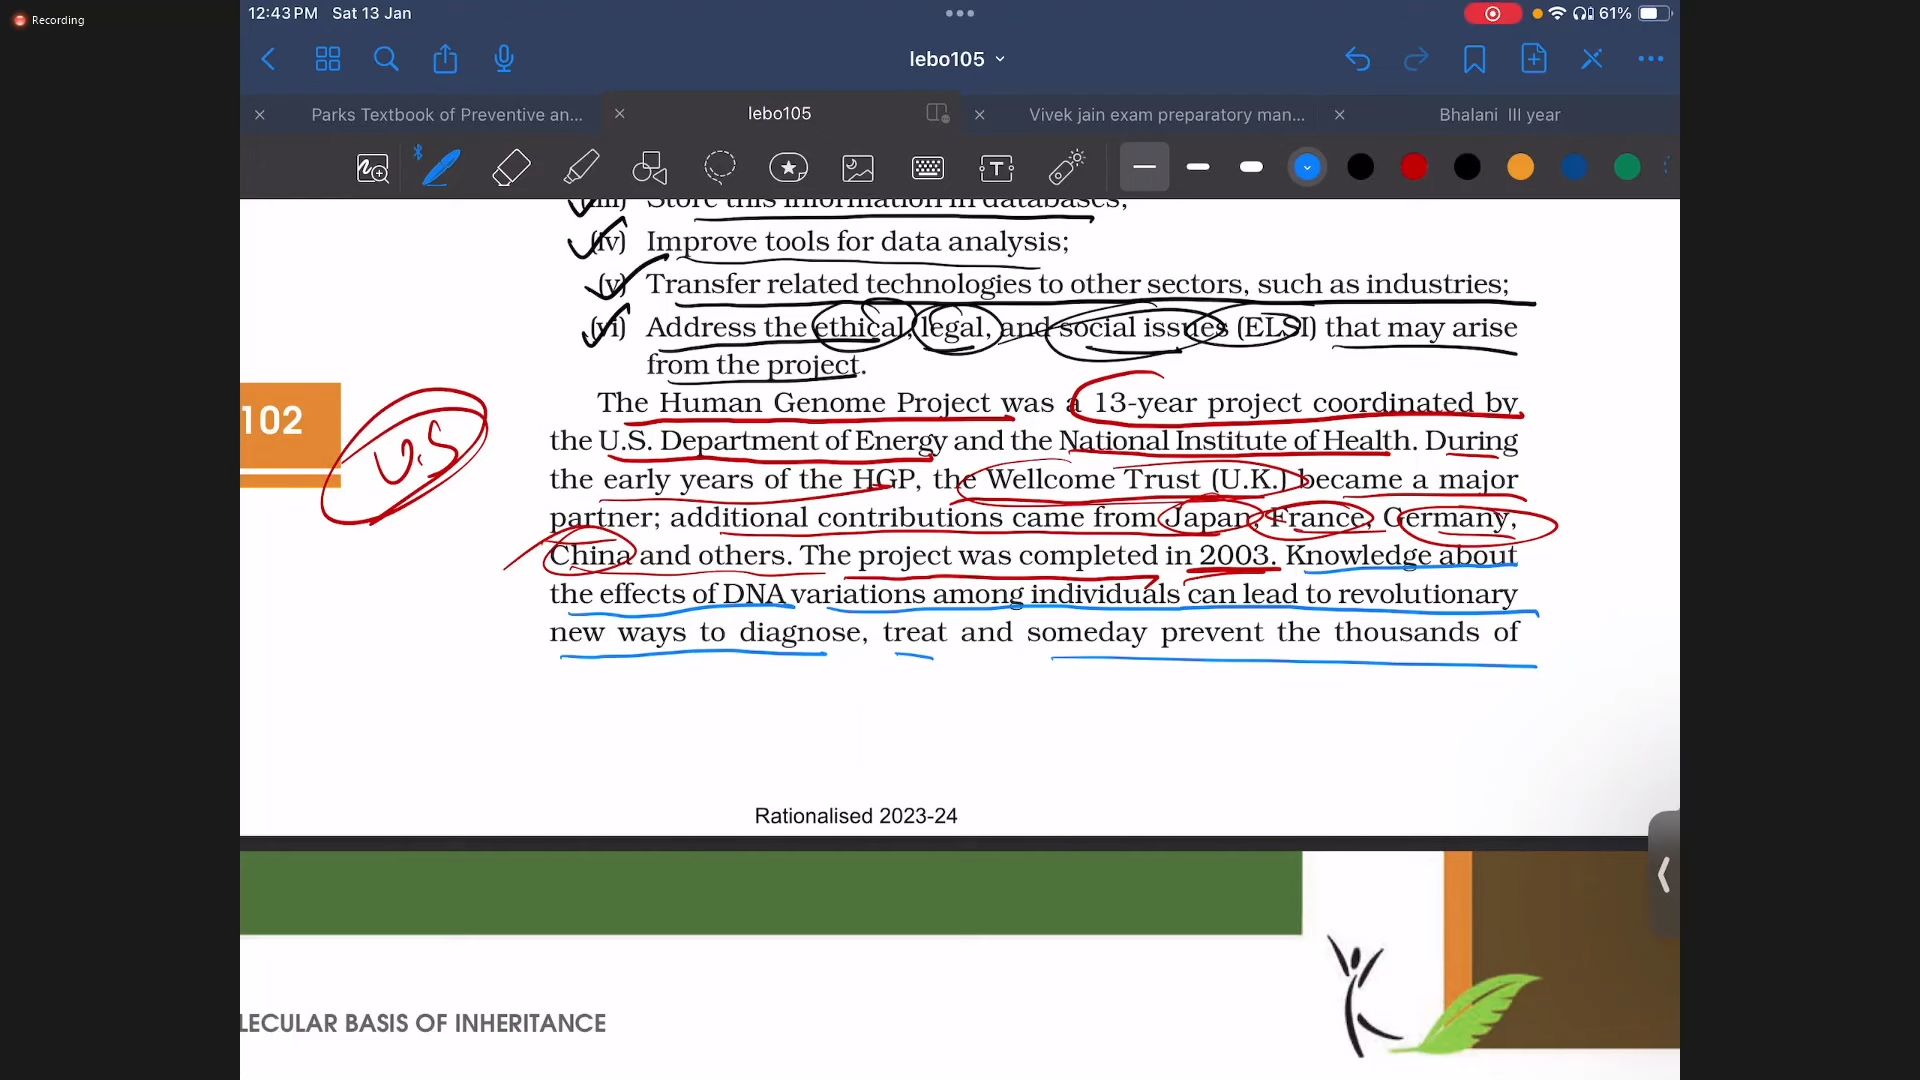 Recording
12:43 PM Sat 13 Jan
61%
lebo105
Parks Textbook of Preventive an...
lebo105
Vivek jain exam preparatory man...
Bhalani III year
(iii) Store this information in databases;
(iv) Improve tools for data analysis;
(v) Transfer related technologies to other sectors, such as industries;
(vi) Address the ethical, legal, and social issues (ELSI) that may arise
from the project.
The Human Genome Project was a 13-year project coordinated by
102
U.S
the U.S. Department of Energy and the National Institute of Health. During
the early years of the HGP, the Wellcome Trust (U.K.) became a major
partner; additional contributions came from Japan, France, Germany,
China and others. The project was completed in 2003. Knowledge about
the effects of DNA variations among individuals can lead to revolutionary
new ways to diagnose, treat and someday prevent the thousands of
Rationalised 2023-24
LECULAR BASIS OF INHERITANCE